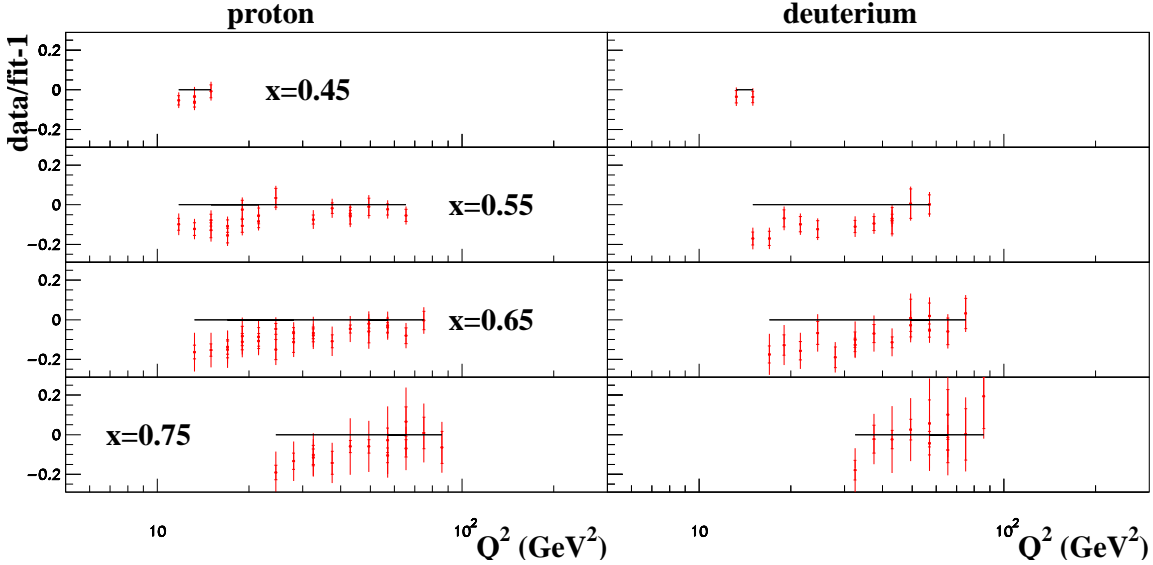 proton deuterium
data/fit-1
0.2
0
−0.2
x=0.45
0.2
0
−0.2
x=0.55
0.2
0
−0.2
x=0.65
0.2
0
−0.2
x=0.75
10 10² 10 10²
Q² (GeV²) Q² (GeV²)